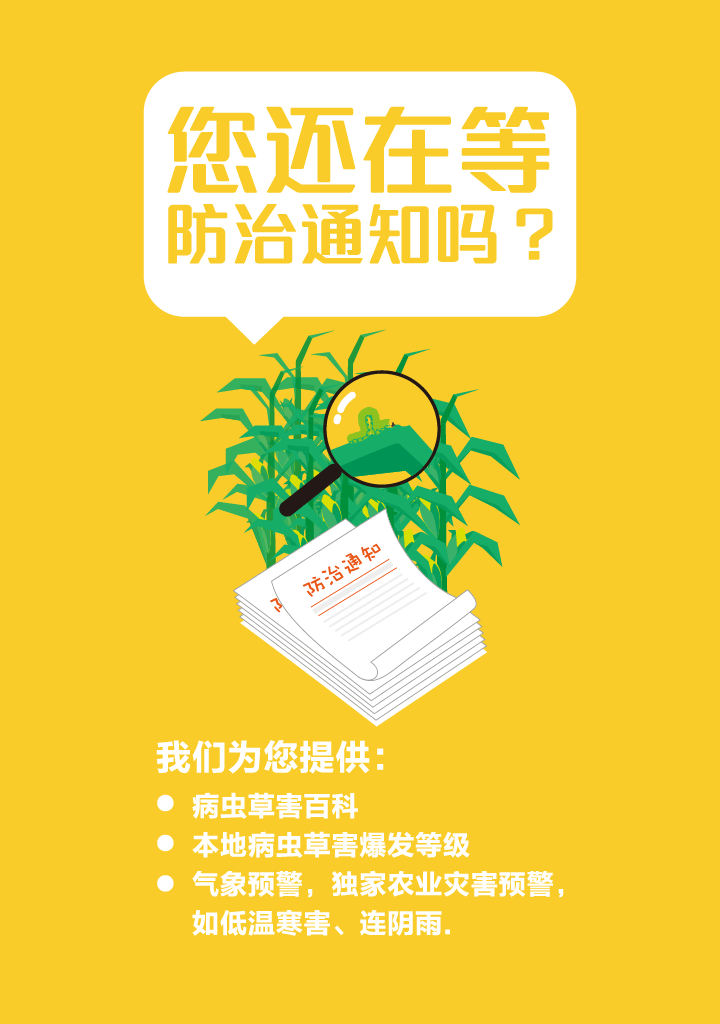 您还在等
防治通知吗？
防治通知
我们为您提供：
● 病虫草害百科
● 本地病虫草害爆发等级
● 气象预警，独家农业灾害预警，
如低温寒害、连阴雨.